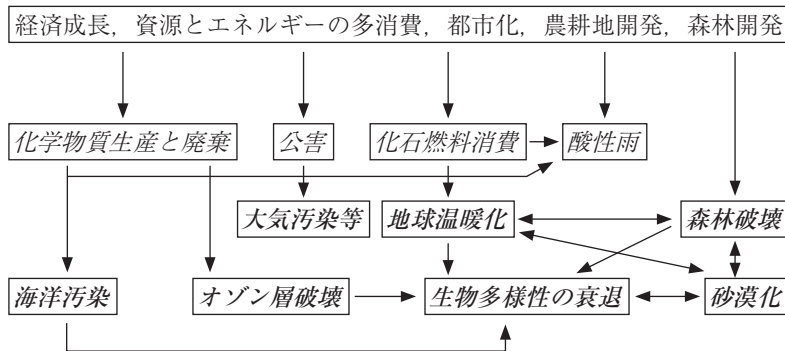 経済成長, 資源とエネルギーの多消費, 都市化, 農耕地開発, 森林開発
化学物質生産と廃棄 公害 化石燃料消費 酸性雨
大気汚染等 地球温暖化 森林破壊
海洋汚染 オゾン層破壊 生物多様性の衰退 砂漠化